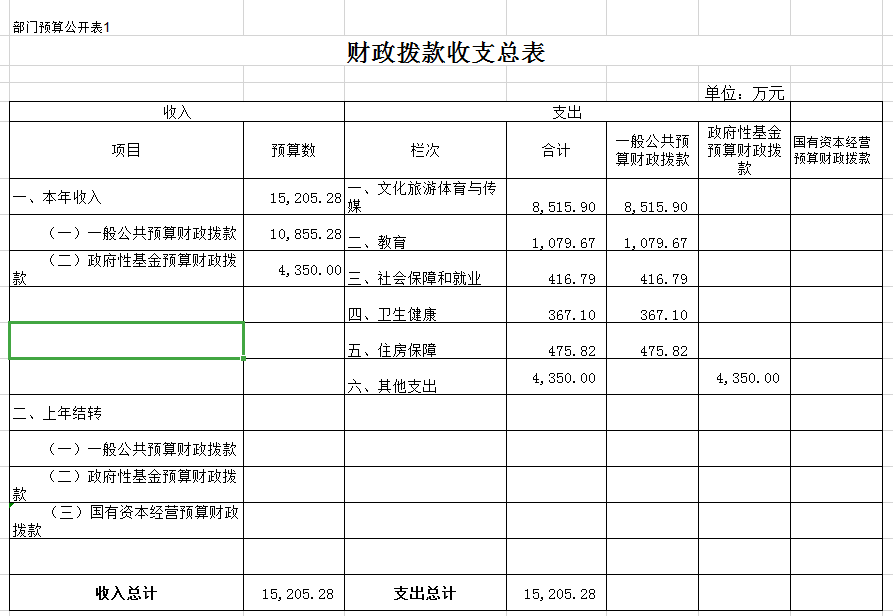 部门预算公开表1
财政拨款收支总表
单位：万元
收入 支出
项目 预算数 栏次 合计 一般公共预算财政拨款 政府性基金预算财政拨款 国有资本经营预算财政拨款
一、本年收入 15,205.28 一、文化旅游体育与传媒 8,515.90 8,515.90
（一）一般公共预算财政拨款 10,855.28 二、教育 1,079.67 1,079.67
（二）政府性基金预算财政拨款 4,350.00 三、社会保障和就业 416.79 416.79
四、卫生健康 367.10 367.10
五、住房保障 475.82 475.82
六、其他支出 4,350.00 4,350.00
二、上年结转
（一）一般公共预算财政拨款
（二）政府性基金预算财政拨款
（三）国有资本经营预算财政拨款
收入总计 15,205.28 支出总计 15,205.28